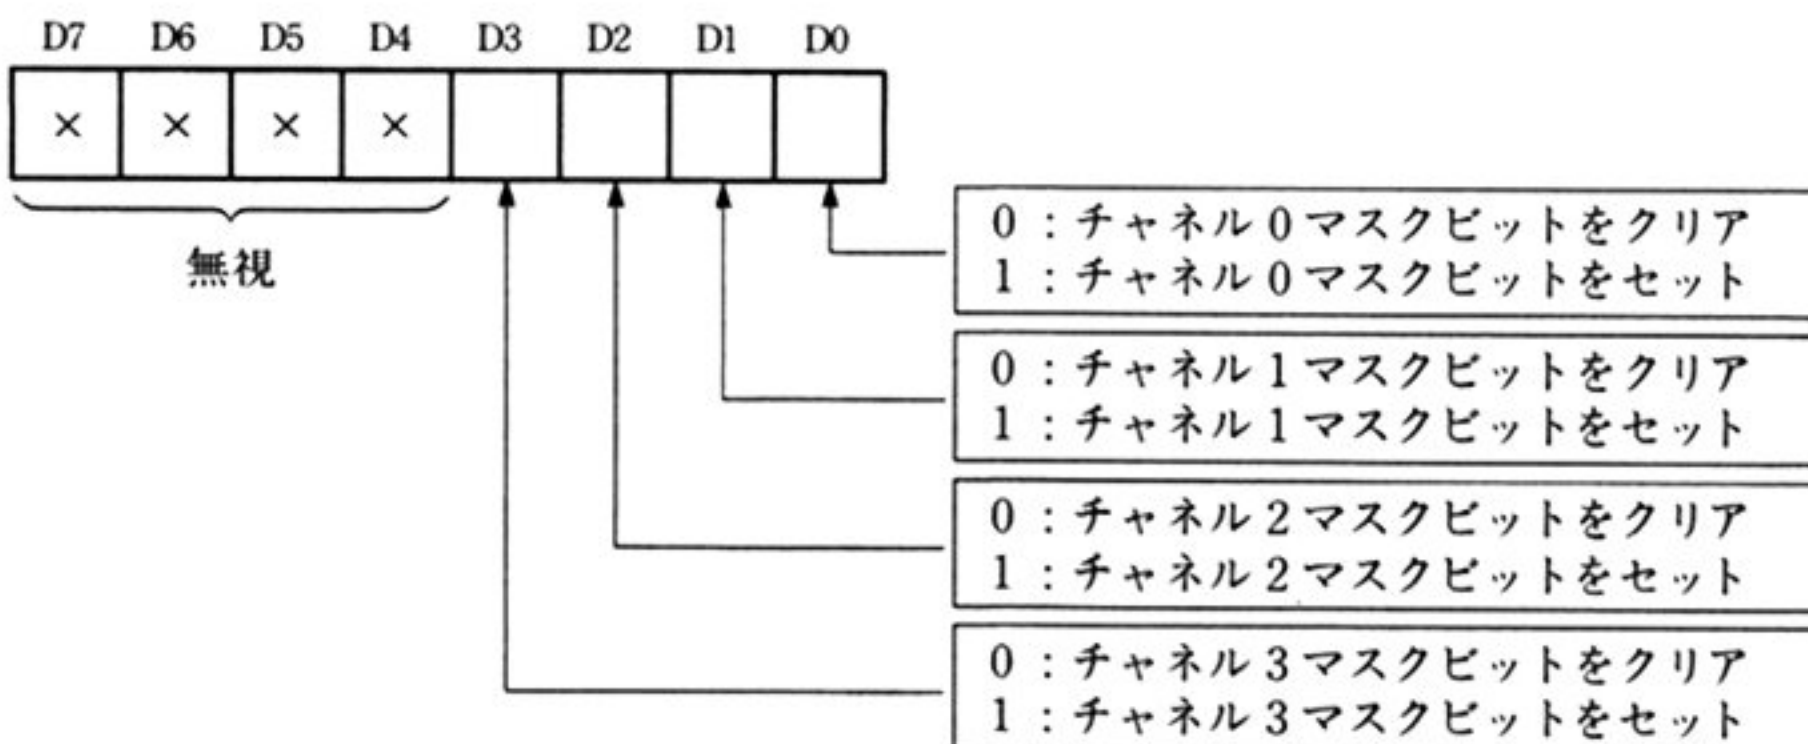 D7 D6 D5 D4 D3 D2 D1 D0
× × × ×
無視
0：チャネル0マスクビットをクリア
1：チャネル0マスクビットをセット
0：チャネル1マスクビットをクリア
1：チャネル1マスクビットをセット
0：チャネル2マスクビットをクリア
1：チャネル2マスクビットをセット
0：チャネル3マスクビットをクリア
1：チャネル3マスクビットをセット